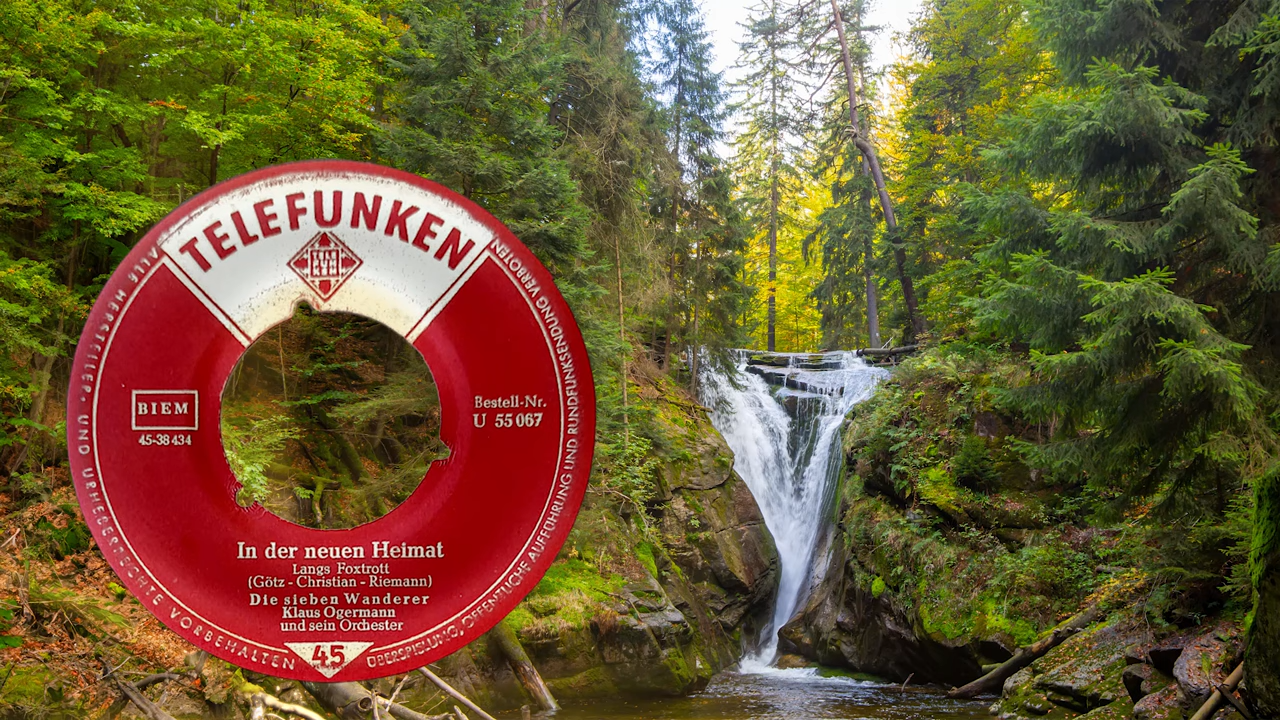 TELEFUNKEN
BIEM
45-38 434
Bestell-Nr.
U 55 067
In der neuen Heimat
Langs Foxtrott
(Götz - Christian - Riemann)
Die sieben Wanderer
Klaus Ogermann
und sein Orchester
45
ALLE HERSTELLER- UND URHEBERRECHTE VORBEHALTEN
ÜBERSPIELUNG, ÖFFENTLICHE AUFFÜHRUNG UND RUNDFUNKSENDUNG VERBOTEN